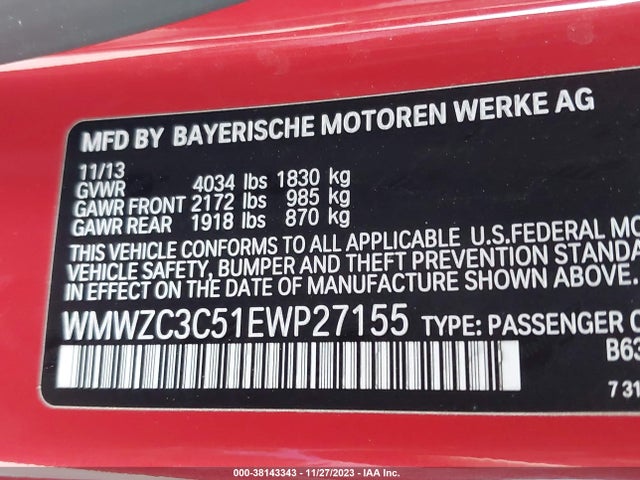 MFD BY BAYERISCHE MOTOREN WERKE AG
11/13
GVWR 4034 lbs 1830 kg
GAWR FRONT 2172 lbs 985 kg
GAWR REAR 1918 lbs 870 kg
THIS VEHICLE CONFORMS TO ALL APPLICABLE U.S.FEDERAL MO
VEHICLE SAFETY, BUMPER AND THEFT PREVENTION STANDA
IN EFFECT ON THE DATE OF MANUFACTURE SHOWN ABOVE.
WMWZC3C51EWP27155 TYPE: PASSENGER C
B63
7 31
000-38143343 - 11/27/2023 - IAA Inc.